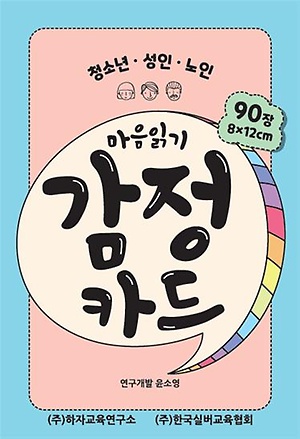 청소년 · 성인 · 노인
90장
8×12cm
마음읽기
감정
카드
연구개발 윤소영
(주)하자교육연구소 (주)한국실버교육협회